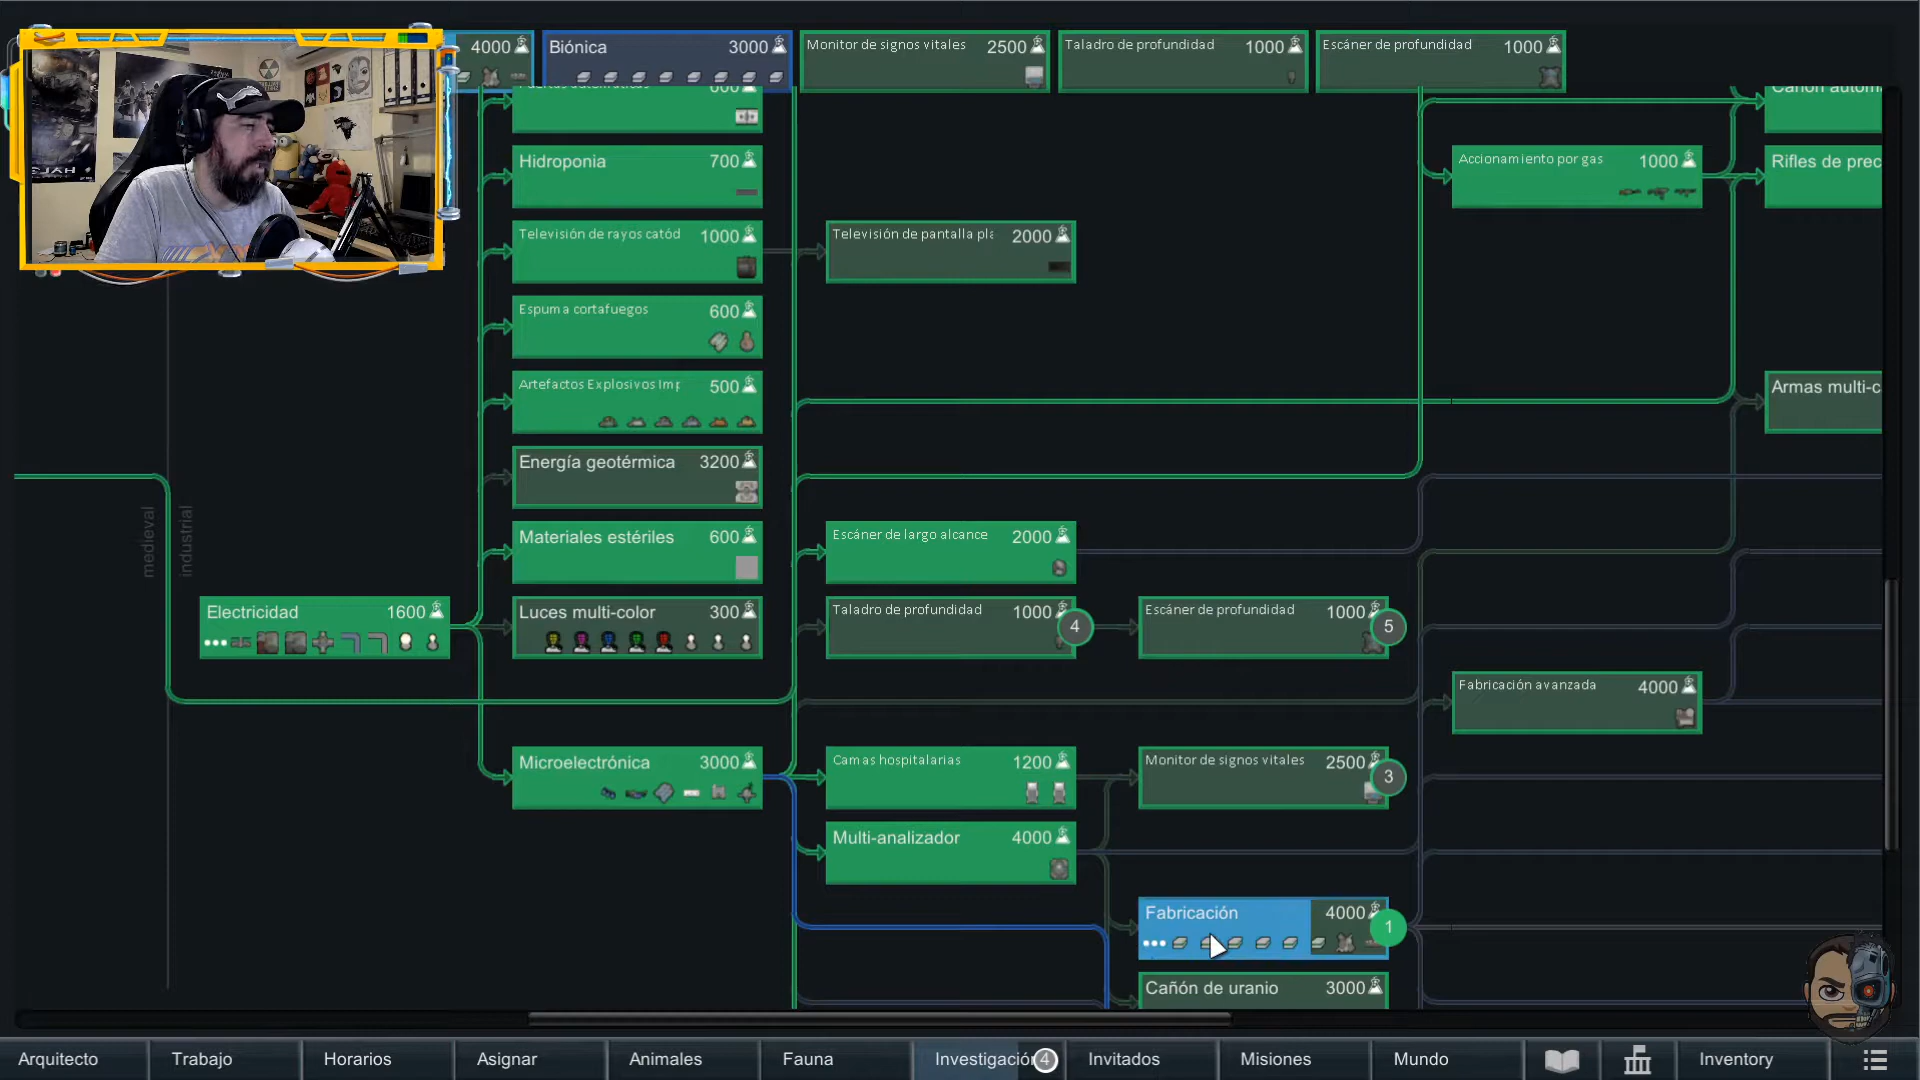 4000
Biónica 3000
Monitor de signos vitales 2500
Taladro de profundidad 1000
Escáner de profundidad 1000
600
Hidroponia 700
Accionamiento por gas 1000
Rifles de prec
Televisión de rayos catód 1000
Televisión de pantalla pla 2000
Espuma cortafuegos 600
Artefactos Explosivos Imp 500
Armas multi-c
Energía geotérmica 3200
medieval
industrial
Materiales estériles 600
Escáner de largo alcance 2000
Electricidad 1600
Luces multi-color 300
Taladro de profundidad 1000
4
Escáner de profundidad 1000
5
Fabricación avanzada 4000
Microelectrónica 3000
Camas hospitalarias 1200
Monitor de signos vitales 2500
3
Multi-analizador 4000
Fabricación 4000
1
Cañón de uranio 3000
Arquitecto
Trabajo
Horarios
Asignar
Animales
Fauna
Investigación 4
Invitados
Misiones
Mundo
Inventory